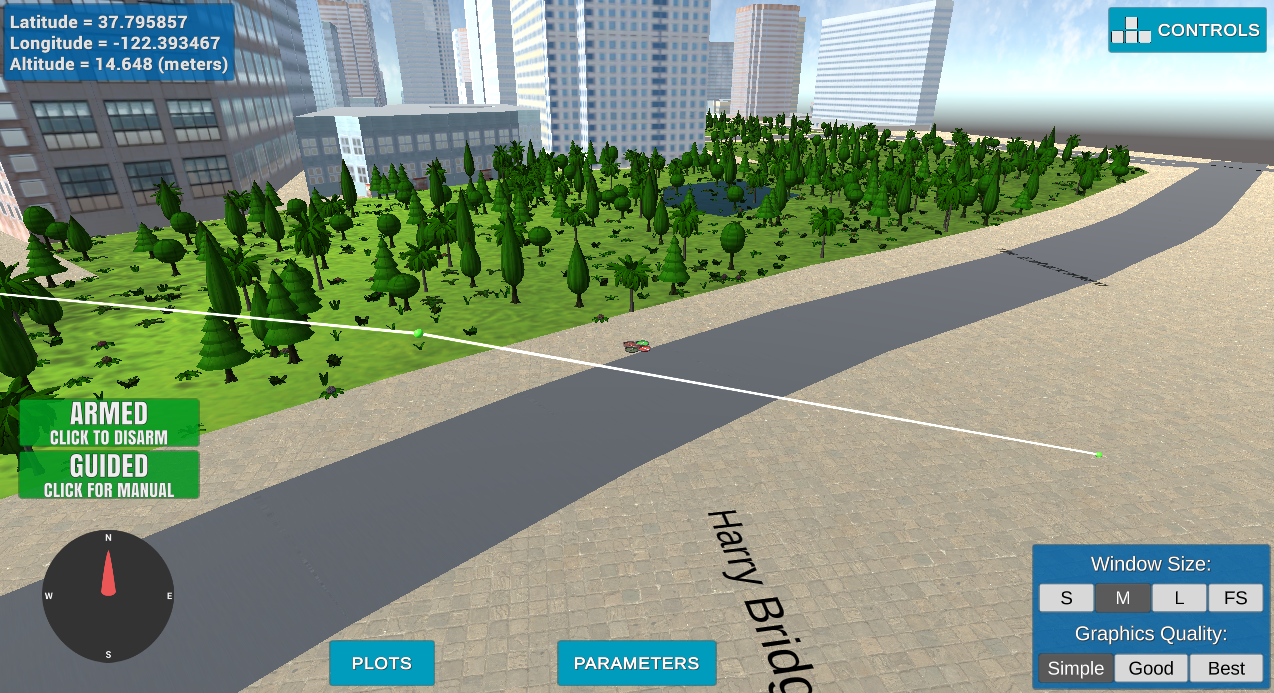 Latitude = 37.795857
Longitude = -122.393467
Altitude = 14.648 (meters)
CONTROLS
ARMED
CLICK TO DISARM
GUIDED
CLICK FOR MANUAL
N
W
E
S
Harry Bridg
PLOTS
PARAMETERS
Window Size:
S M L FS
Graphics Quality:
Simple Good Best